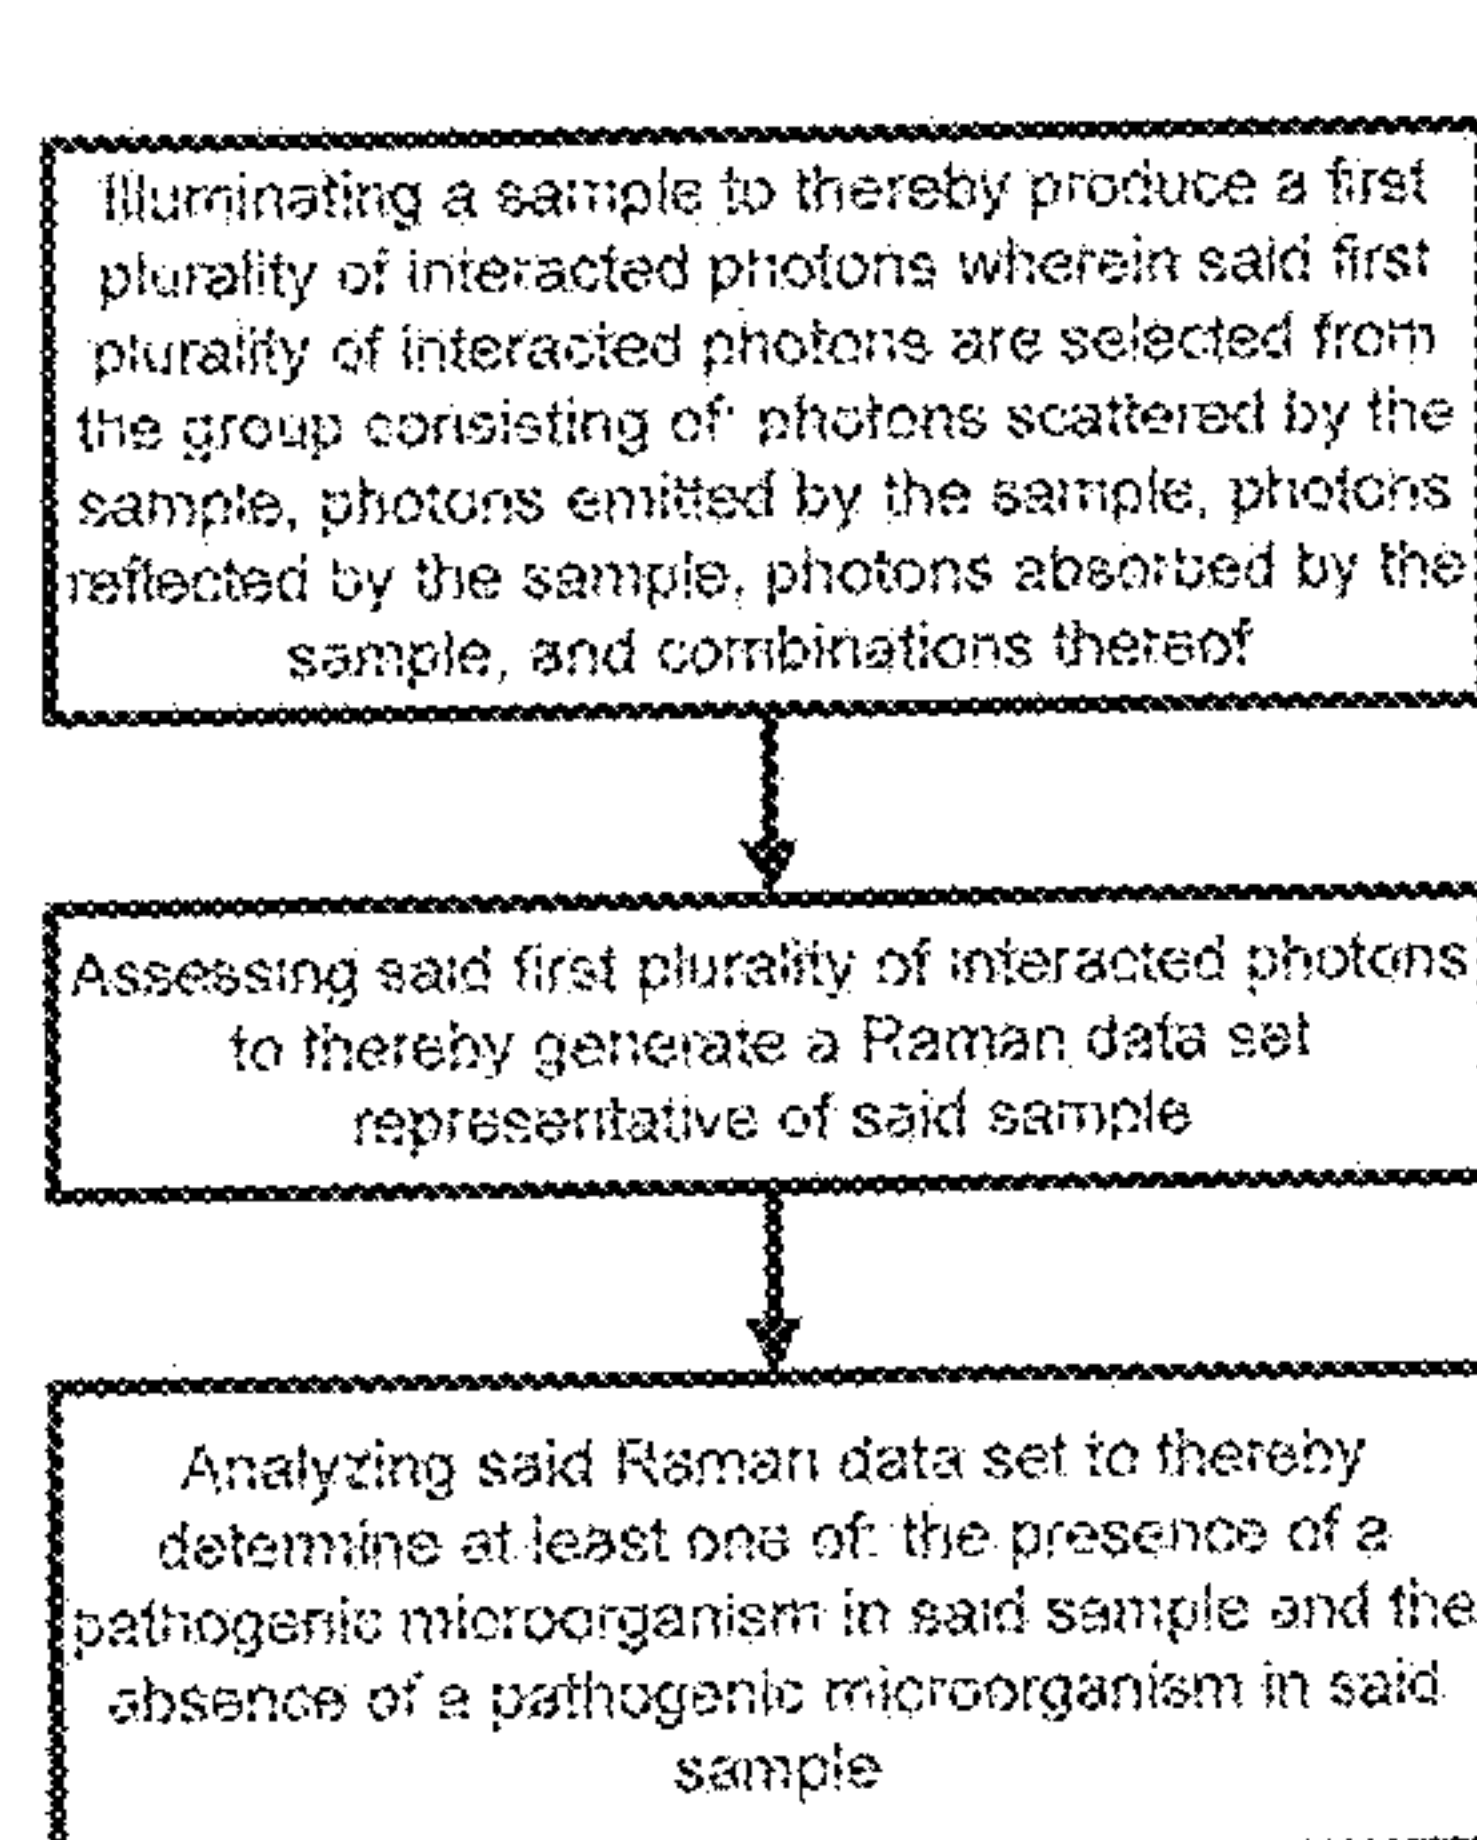 Illuminating a sample to thereby produce a first
plurality of interacted photons wherein said first
plurality of interacted photons are selected from
the group consisting of: photons scattered by the
sample, photons emitted by the sample, photons
reflected by the sample, photons absorbed by the
sample, and combinations thereof
Assessing said first plurality of interacted photons
to thereby generate a Raman data set
representative of said sample
Analyzing said Raman data set to thereby
determine at least one of: the presence of a
pathogenic microorganism in said sample and the
absence of a pathogenic microorganism in said
sample